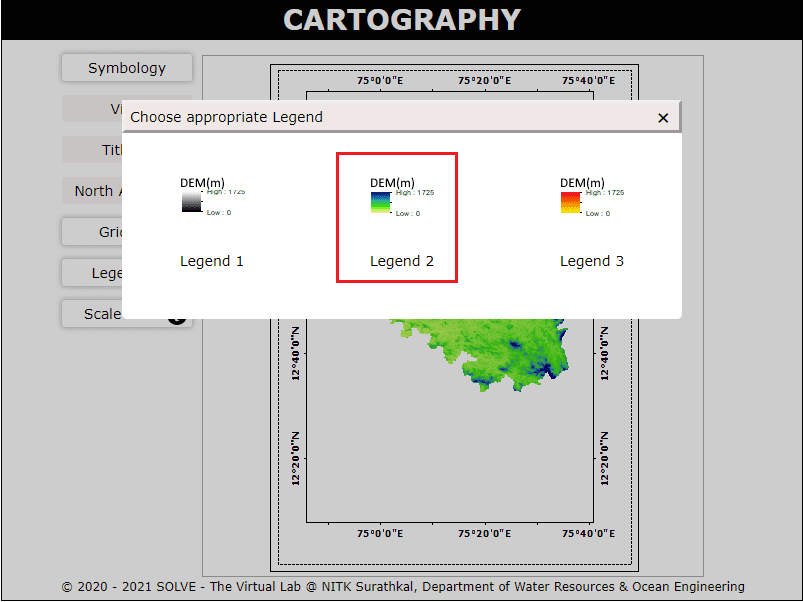 CARTOGRAPHY
Symbology
75°0'0"E 75°20'0"E 75°40'0"E
Vi
Choose appropriate Legend ×
Titl
North A
Grid
Lege
Scale
DEM(m)
High : 1725
Low : 0
Legend 1
DEM(m)
High : 1725
Low : 0
Legend 2
DEM(m)
High : 1725
Low : 0
Legend 3
12°40'0"N 12°40'0"N
12°20'0"N 12°20'0"N
75°0'0"E 75°20'0"E 75°40'0"E
© 2020 - 2021 SOLVE - The Virtual Lab @ NITK Surathkal, Department of Water Resources & Ocean Engineering